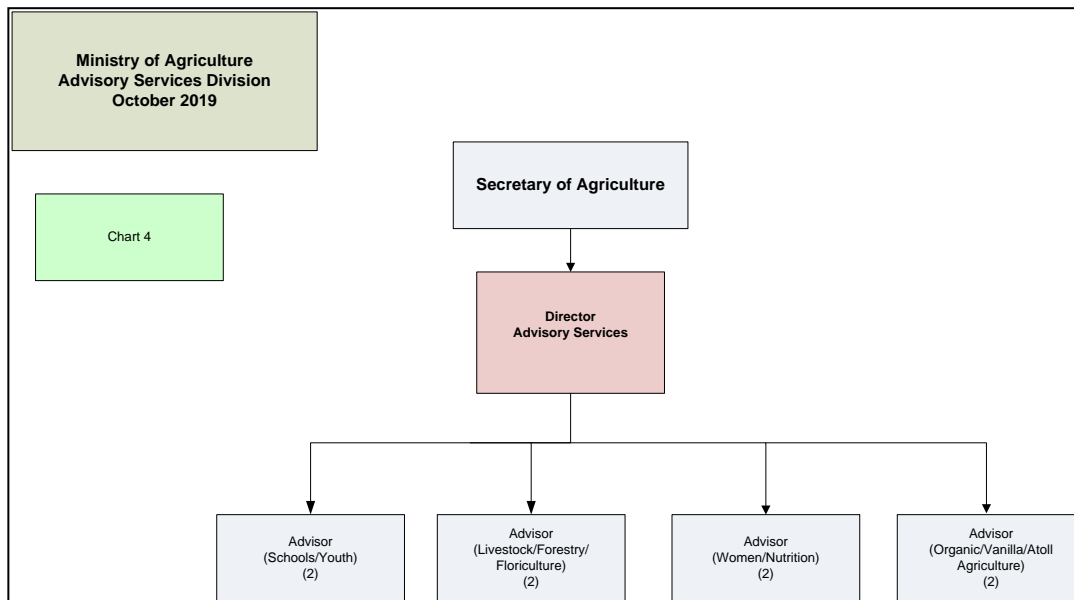 Ministry of Agriculture
Advisory Services Division
October 2019
Secretary of Agriculture
Chart 4
Director
Advisory Services
Advisor
(Schools/Youth)
(2)
Advisor
(Livestock/Forestry/
Floriculture)
(2)
Advisor
(Women/Nutrition)
(2)
Advisor
(Organic/Vanilla/Atoll
Agriculture)
(2)